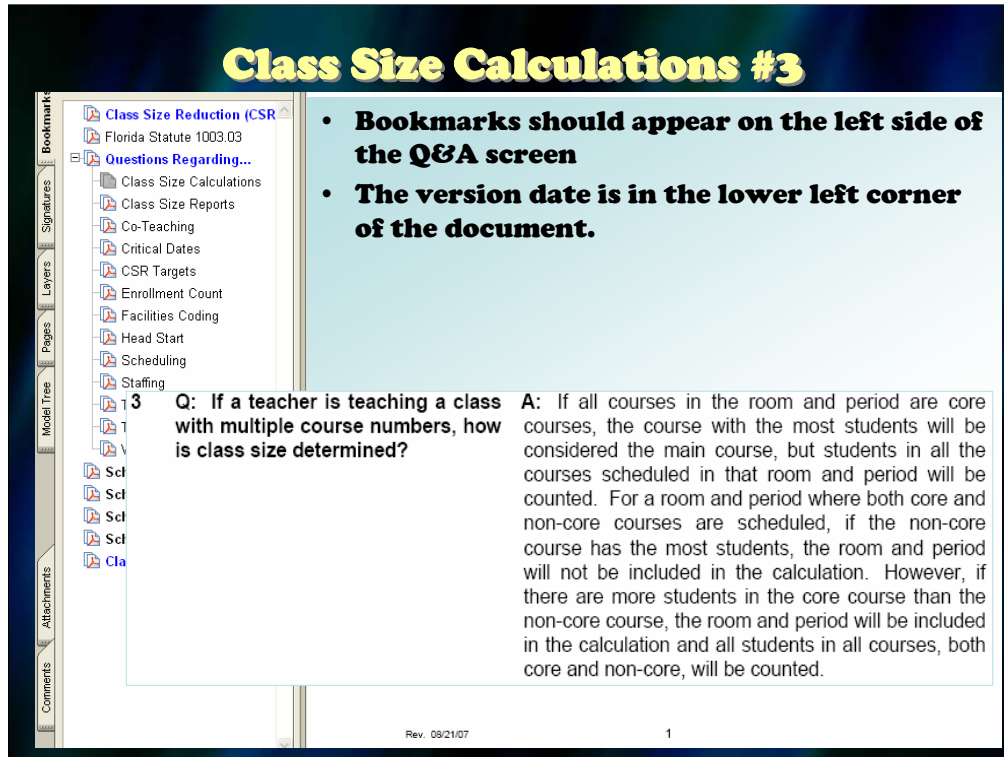 Class Size Calculations #3
Bookmarks
Signatures
Layers
Pages
Model Tree
Attachments
Comments
Class Size Reduction (CSR
Florida Statute 1003.03
Questions Regarding...
Class Size Calculations
Class Size Reports
Co-Teaching
Critical Dates
CSR Targets
Enrollment Count
Facilities Coding
Head Start
Scheduling
Staffing
T
T
V
Sch
Sch
Sch
Sch
Cla
• Bookmarks should appear on the left side of
the Q&A screen
• The version date is in the lower left corner
of the document.
3 Q: If a teacher is teaching a class
with multiple course numbers, how
is class size determined?
A: If all courses in the room and period are core
courses, the course with the most students will be
considered the main course, but students in all the
courses scheduled in that room and period will be
counted. For a room and period where both core and
non-core courses are scheduled, if the non-core
course has the most students, the room and period
will not be included in the calculation. However, if
there are more students in the core course than the
non-core course, the room and period will be included
in the calculation and all students in all courses, both
core and non-core, will be counted.
Rev. 08/21/07 1